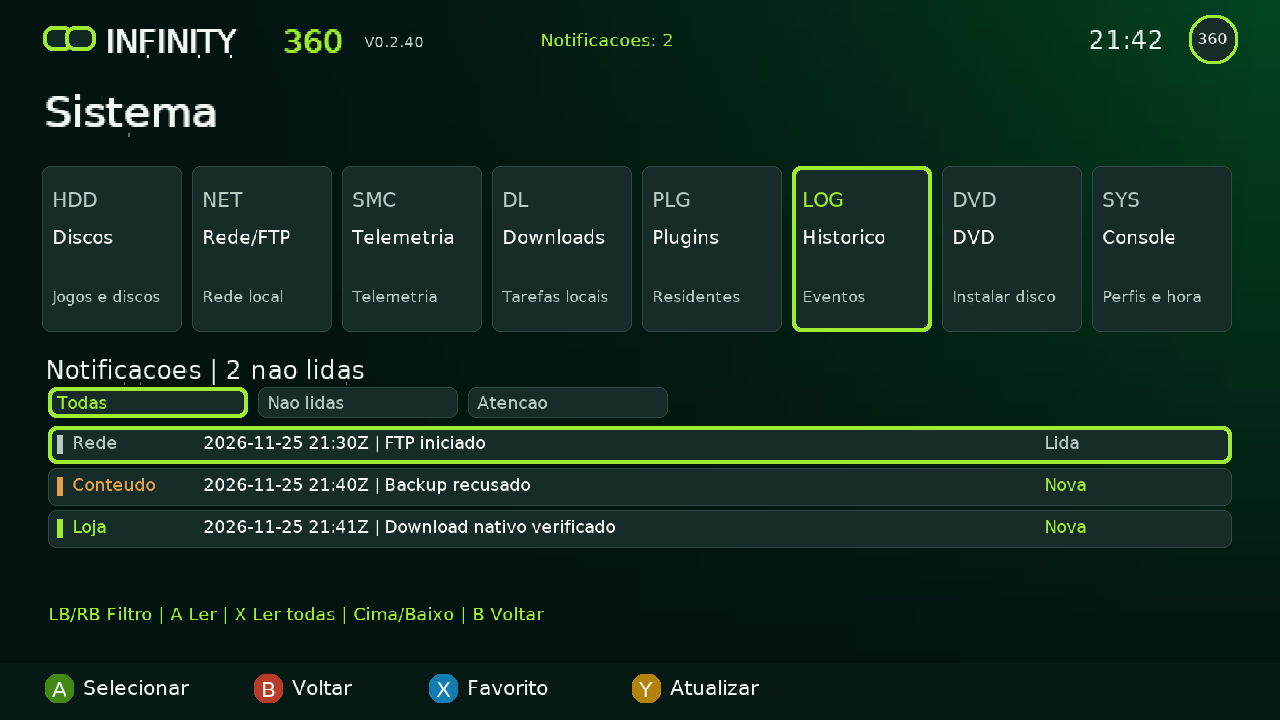 INFINITY 360 V0.2.40 Notificacoes: 2 21:42 360
Sistema
HDD NET SMC DL PLG LOG DVD SYS
Discos Rede/FTP Telemetria Downloads Plugins Historico DVD Console
Jogos e discos Rede local Telemetria Tarefas locais Residentes Eventos Instalar disco Perfis e hora
Notificacoes | 2 nao lidas
Todas Nao lidas Atencao
Rede 2026-11-25 21:30Z | FTP iniciado Lida
Conteudo 2026-11-25 21:40Z | Backup recusado Nova
Loja 2026-11-25 21:41Z | Download nativo verificado Nova
LB/RB Filtro | A Ler | X Ler todas | Cima/Baixo | B Voltar
A Selecionar B Voltar X Favorito Y Atualizar